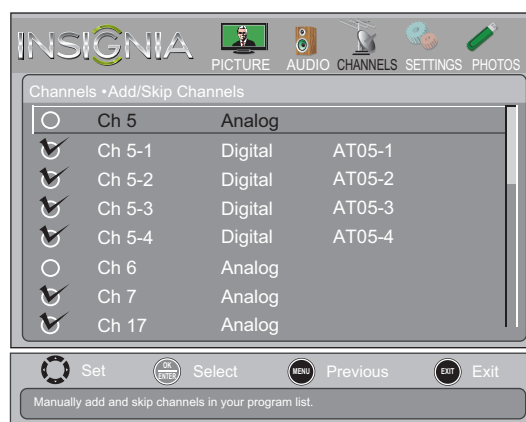 INSIGNIA
PICTURE AUDIO CHANNELS SETTINGS PHOTOS
Channels •Add/Skip Channels
Ch 5 Analog
Ch 5-1 Digital AT05-1
Ch 5-2 Digital AT05-2
Ch 5-3 Digital AT05-3
Ch 5-4 Digital AT05-4
Ch 6 Analog
Ch 7 Analog
Ch 17 Analog
Set OK ENTER Select MENU Previous EXIT Exit
Manually add and skip channels in your program list.